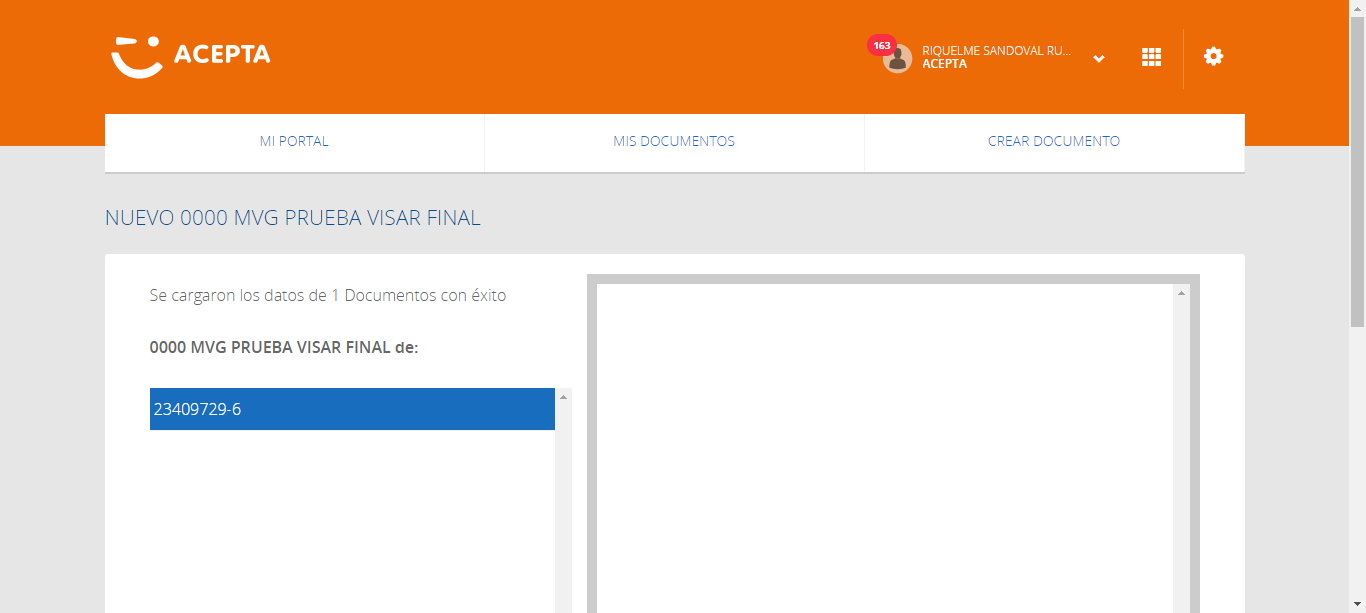 ACEPTA
163
RIQUELME SANDOVAL RU...
ACEPTA
MI PORTAL
MIS DOCUMENTOS
CREAR DOCUMENTO
NUEVO 0000 MVG PRUEBA VISAR FINAL
Se cargaron los datos de 1 Documentos con éxito
0000 MVG PRUEBA VISAR FINAL de:
23409729-6